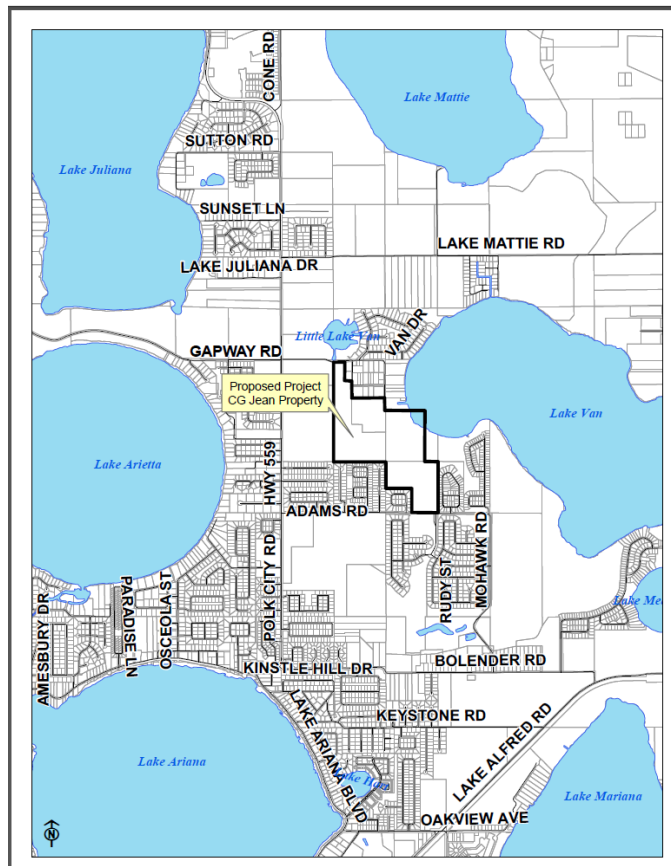 CONE RD
Lake Mattie
SUTTON RD
Lake Juliana
SUNSET LN
LAKE MATTIE RD
LAKE JULIANA DR
Little Lake Van
VAN DR
GAPWAY RD
Proposed Project
CG Jean Property
Lake Van
Lake Arietta
HWY 559
ADAMS RD
POLK CITY RD
RUDY ST
MOHAWK RD
AMESBURY DR
PARADISE LN
OSCEOLA ST
KINSTLE HILL DR
BOLENDER RD
KEYSTONE RD
LAKE ARIANA BLVD
LAKE ALFRED RD
Lake Ariana
Lake Mariana
OAKVIEW AVE
N